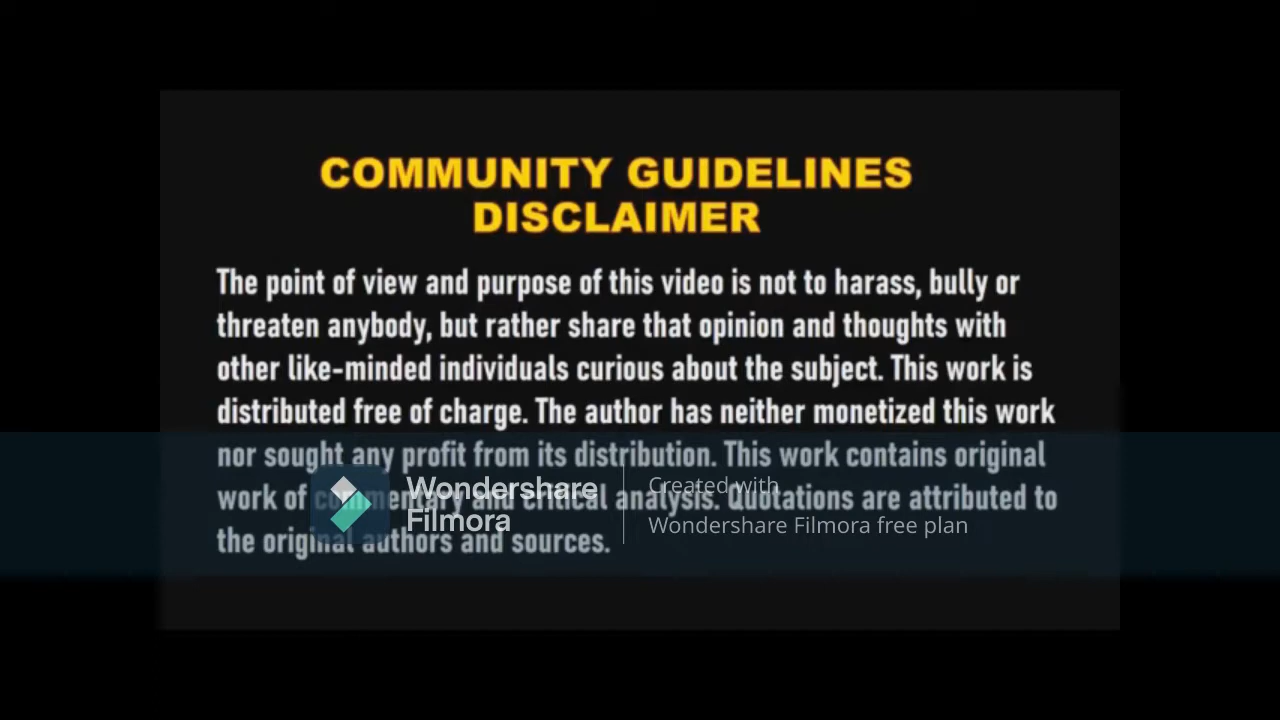 COMMUNITY GUIDELINES
DISCLAIMER
The point of view and purpose of this video is not to harass, bully or
threaten anybody, but rather share that opinion and thoughts with
other like-minded individuals curious about the subject. This work is
distributed free of charge. The author has neither monetized this work
nor sought any profit from its distribution. This work contains original
work of commentary and critical analysis. Quotations are attributed to
the original authors and sources.
Wondershare
Filmora
Created with
Wondershare Filmora free plan